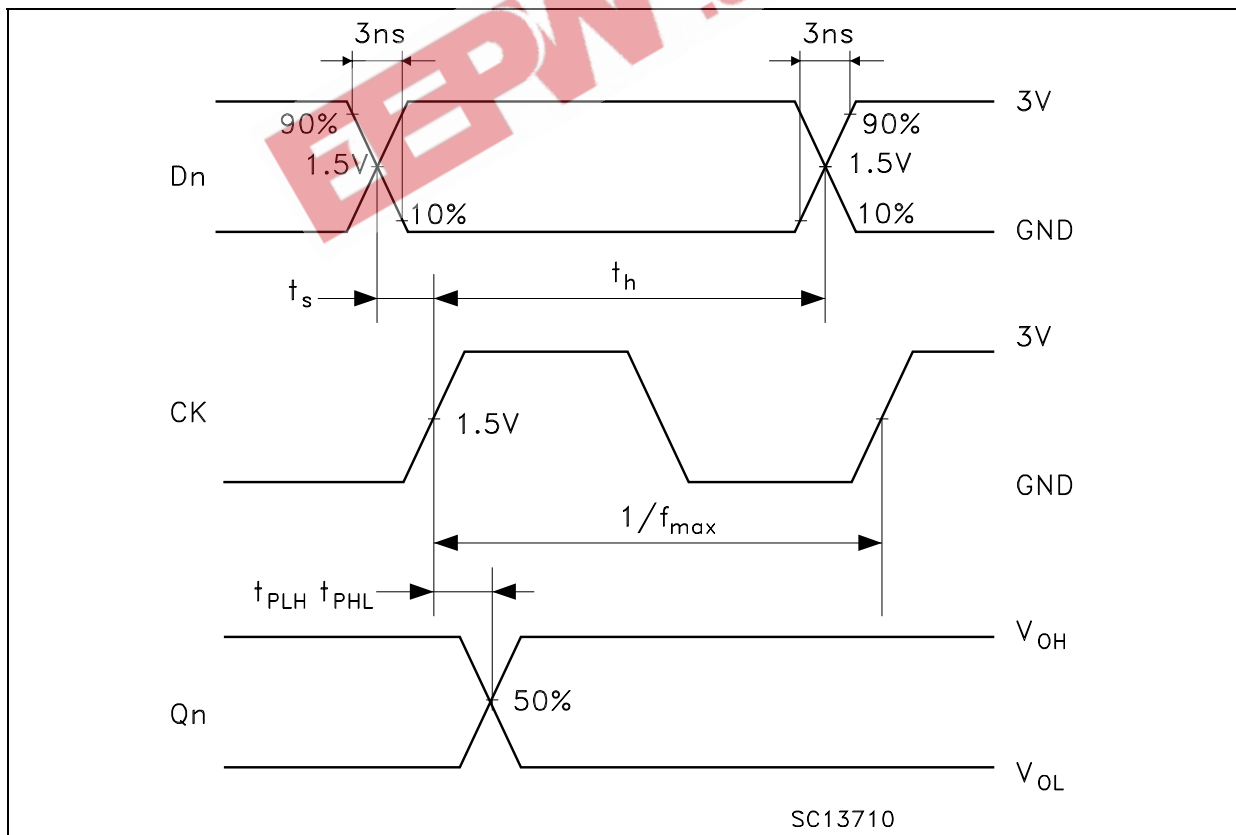 EEPW
3ns 3ns
3V
90% 90%
1.5V 1.5V
Dn
10% 10%
GND
ts th
3V
CK
1.5V
GND
1/fmax
tPLH tPHL
VOH
50%
Qn
VOL
SC13710